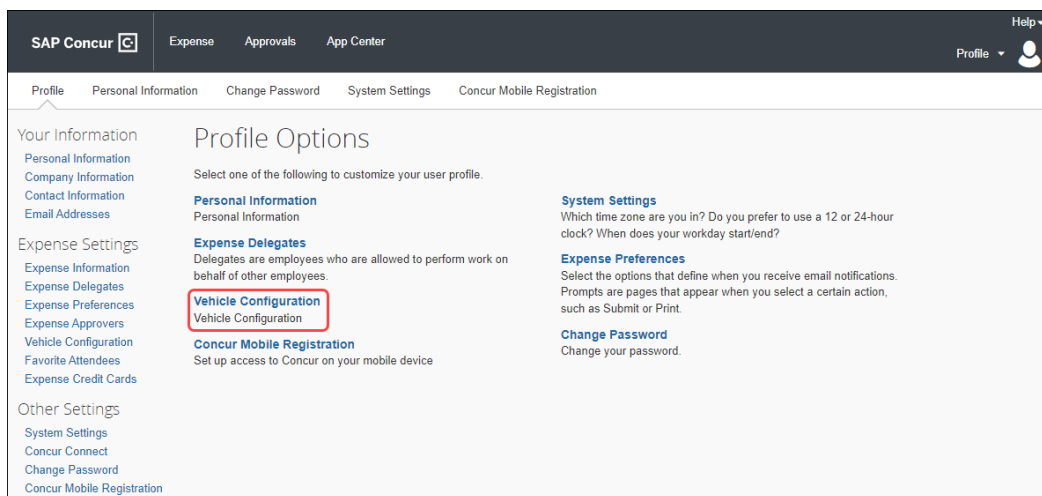 Help
SAP Concur C
Expense
Approvals
App Center
Profile
Profile
Personal Information
Change Password
System Settings
Concur Mobile Registration
Your Information
Personal Information
Company Information
Contact Information
Email Addresses
Expense Settings
Expense Information
Expense Delegates
Expense Preferences
Expense Approvers
Vehicle Configuration
Favorite Attendees
Expense Credit Cards
Other Settings
System Settings
Concur Connect
Change Password
Concur Mobile Registration
Profile Options
Select one of the following to customize your user profile.
Personal Information
Personal Information
Expense Delegates
Delegates are employees who are allowed to perform work on
behalf of other employees.
Vehicle Configuration
Vehicle Configuration
Concur Mobile Registration
Set up access to Concur on your mobile device
System Settings
Which time zone are you in? Do you prefer to use a 12 or 24-hour
clock? When does your workday start/end?
Expense Preferences
Select the options that define when you receive email notifications.
Prompts are pages that appear when you select a certain action,
such as Submit or Print.
Change Password
Change your password.